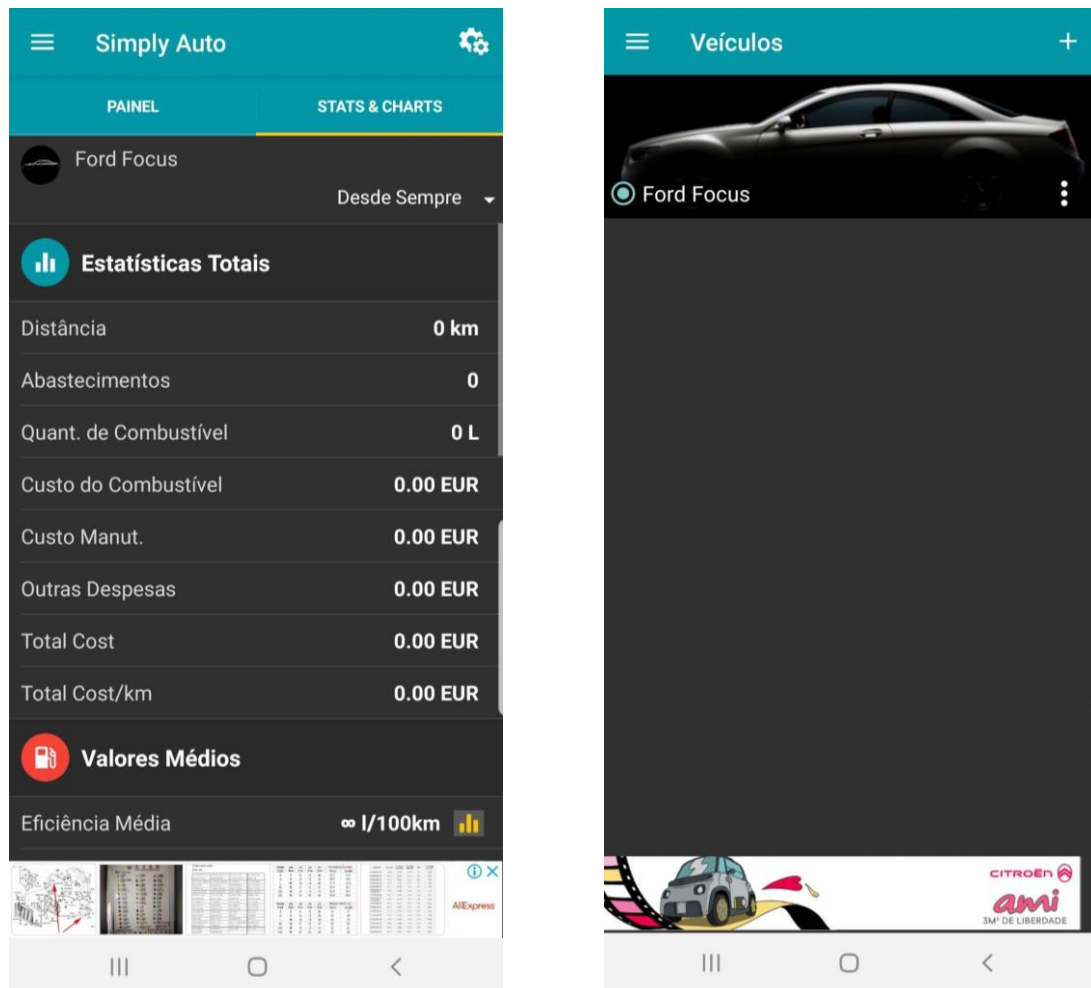 Simply Auto
PAINEL STATS & CHARTS
Ford Focus
Desde Sempre
Estatísticas Totais
Distância 0 km
Abastecimentos 0
Quant. de Combustível 0 L
Custo do Combustível 0.00 EUR
Custo Manut. 0.00 EUR
Outras Despesas 0.00 EUR
Total Cost 0.00 EUR
Total Cost/km 0.00 EUR
Valores Médios
Eficiência Média ∞ l/100km
AliExpress
Veículos
Ford Focus
CITROËN
ami
3M² DE LIBERDADE